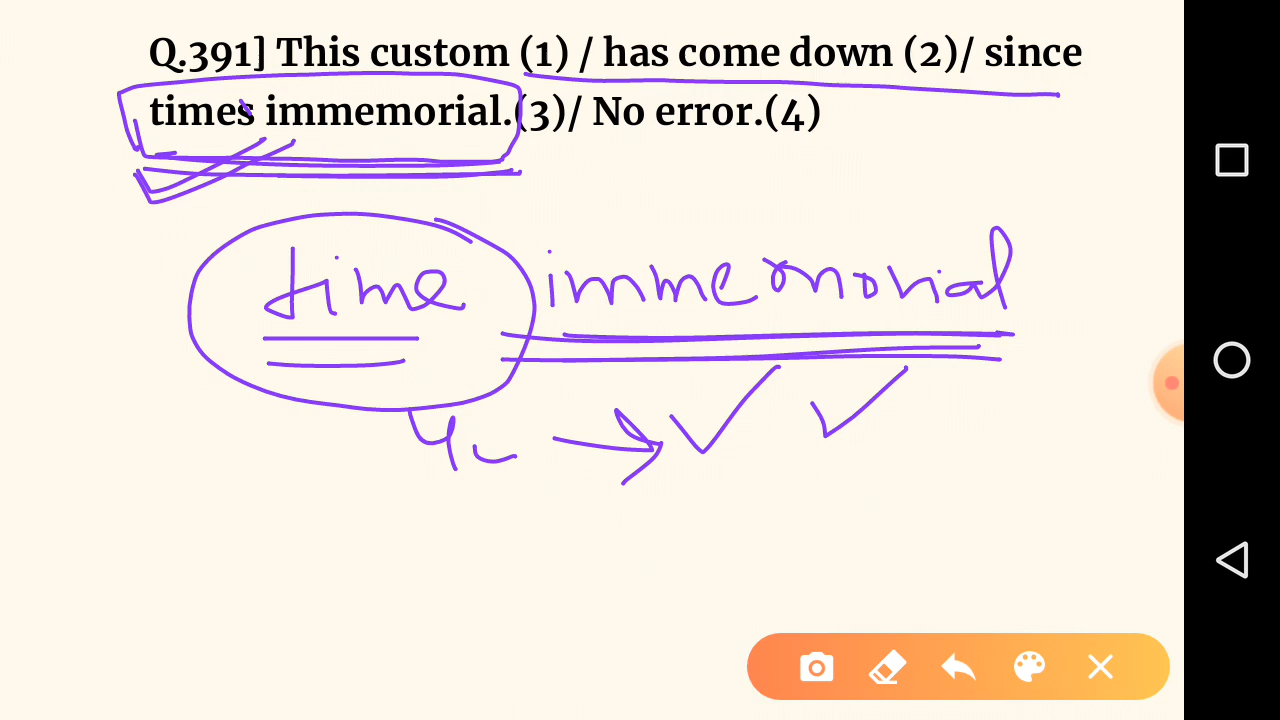 Q.391] This custom (1) / has come down (2)/ since
times immemorial.(3)/ No error.(4)
time immemorial